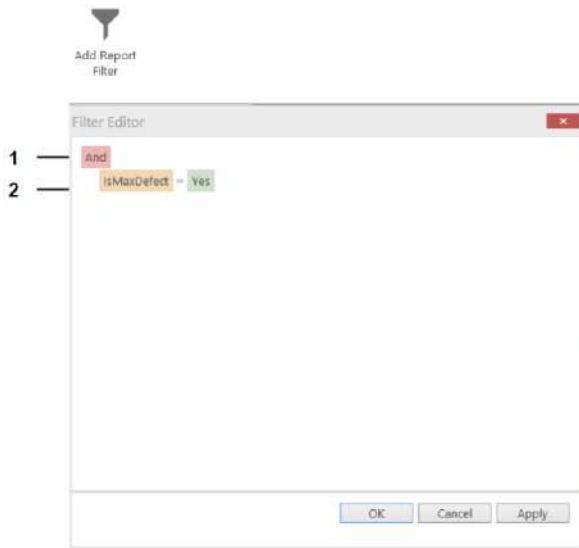 Add Report
Filter
Filter Editor
1
And
2
IsMaxDefect = Yes
OK Cancel Apply